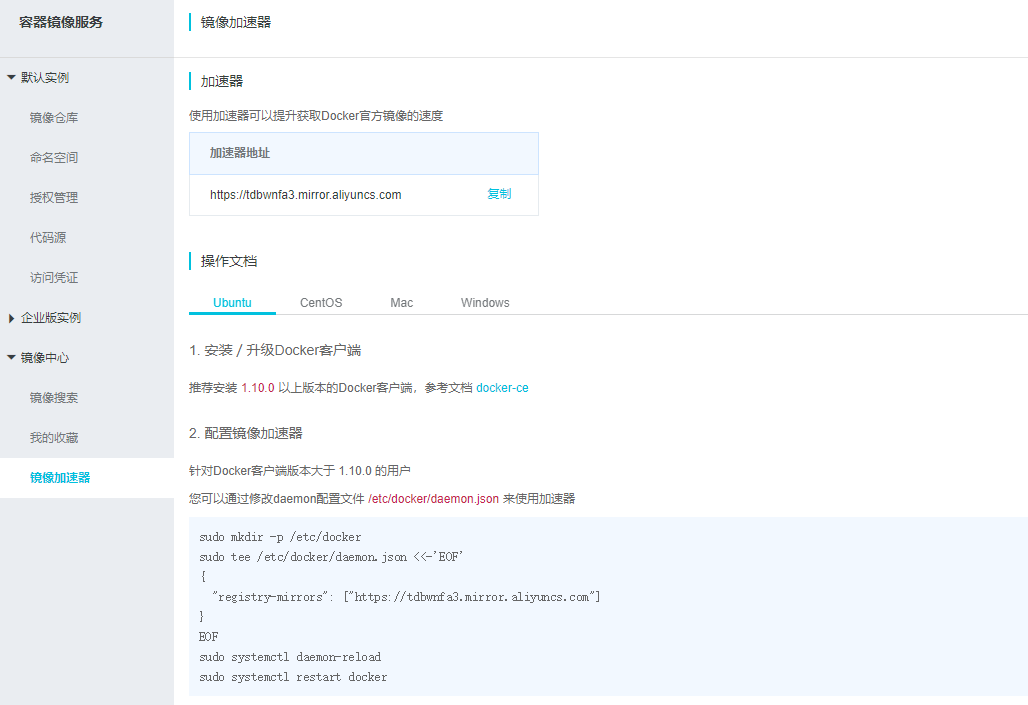 容器镜像服务
镜像加速器
默认实例
镜像仓库
命名空间
授权管理
代码源
访问凭证
企业版实例
镜像中心
镜像搜索
我的收藏
镜像加速器
加速器
使用加速器可以提升获取Docker官方镜像的速度
加速器地址
https://tdbwnfa3.mirror.aliyuncs.com 复制
操作文档
Ubuntu CentOS Mac Windows
1. 安装 / 升级Docker客户端
推荐安装 1.10.0 以上版本的Docker客户端，参考文档 docker-ce
2. 配置镜像加速器
针对Docker客户端版本大于 1.10.0 的用户
您可以通过修改daemon配置文件 /etc/docker/daemon.json 来使用加速器
sudo mkdir -p /etc/docker
sudo tee /etc/docker/daemon.json <<-'EOF'
{
"registry-mirrors": ["https://tdbwnfa3.mirror.aliyuncs.com"]
}
EOF
sudo systemctl daemon-reload
sudo systemctl restart docker